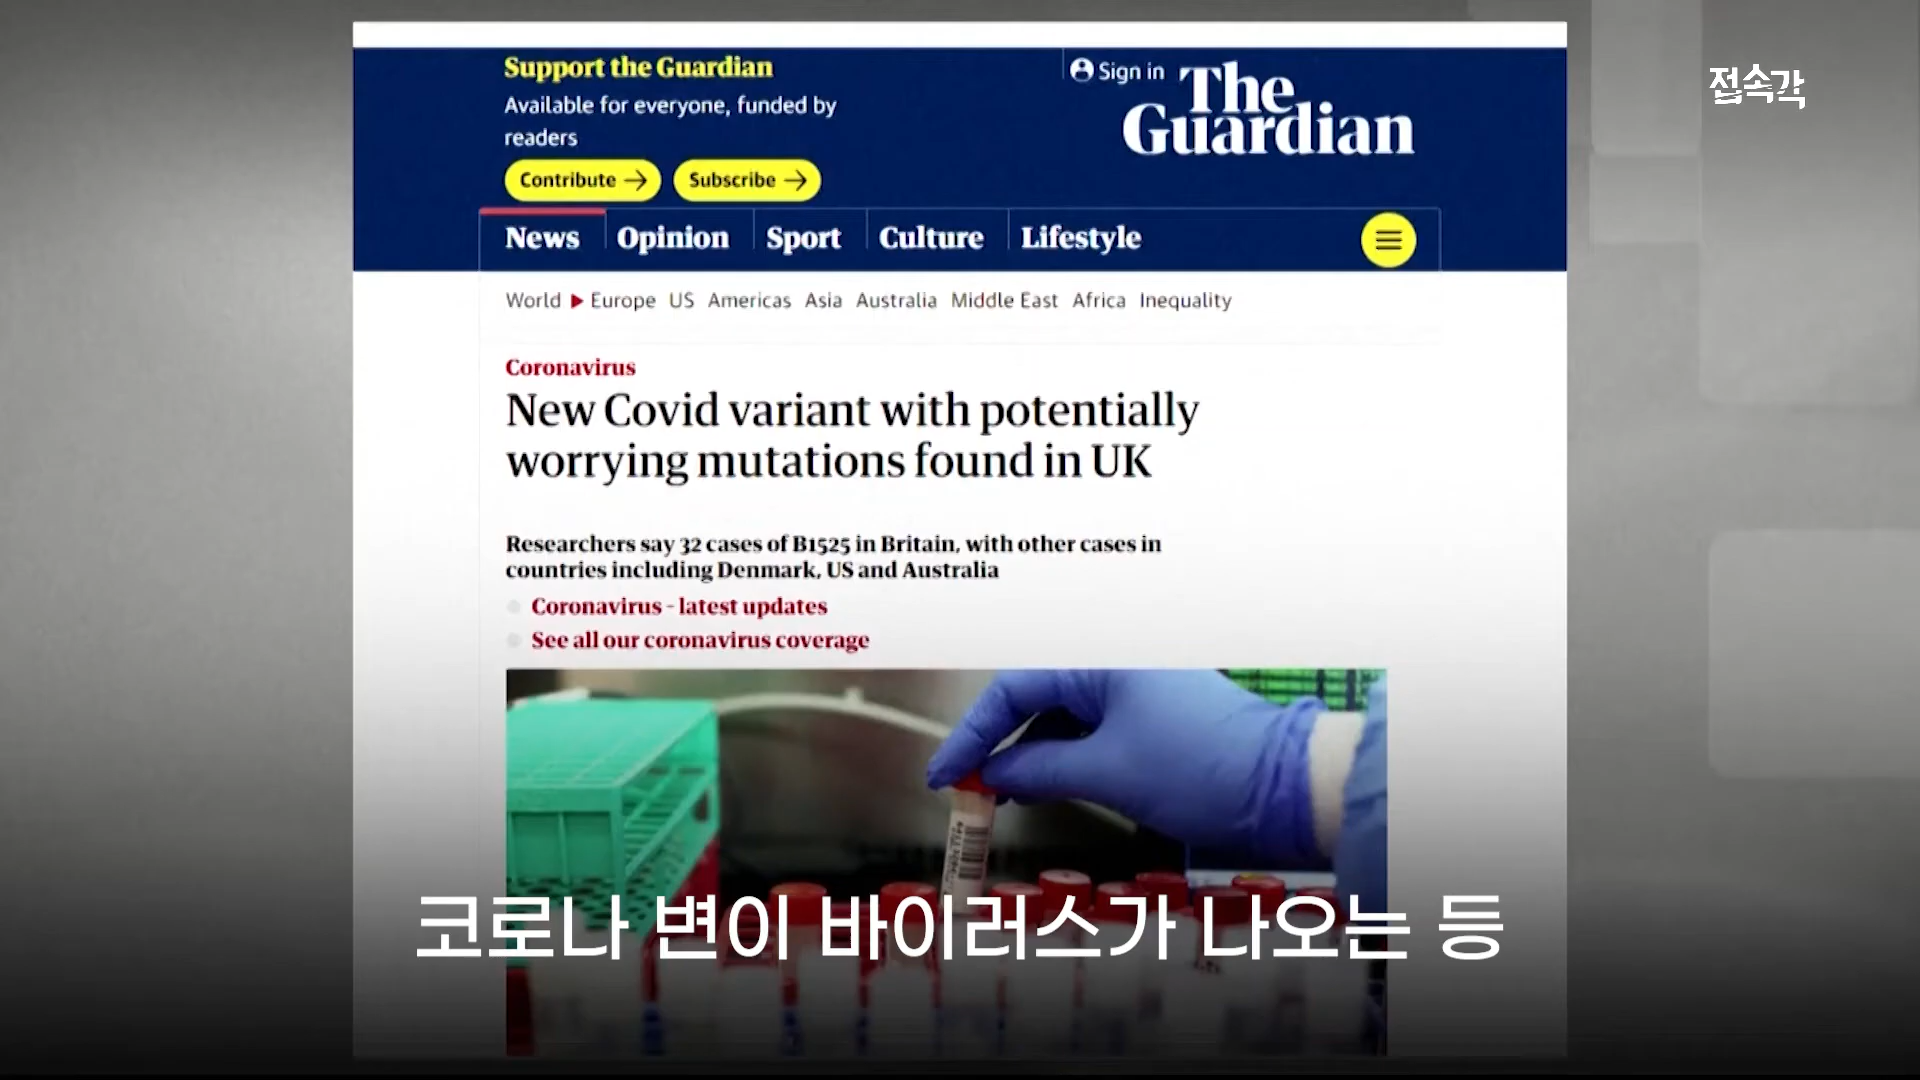 Support the Guardian
Available for everyone, funded by
readers
Contribute →
Subscribe →
Sign in
The
Guardian
접속각
News Opinion Sport Culture Lifestyle
World ▶ Europe US Americas Asia Australia Middle East Africa Inequality
Coronavirus
New Covid variant with potentially
worrying mutations found in UK
Researchers say 32 cases of B1525 in Britain, with other cases in
countries including Denmark, US and Australia
Coronavirus - latest updates
See all our coronavirus coverage
코로나 변이 바이러스가 나오는 등